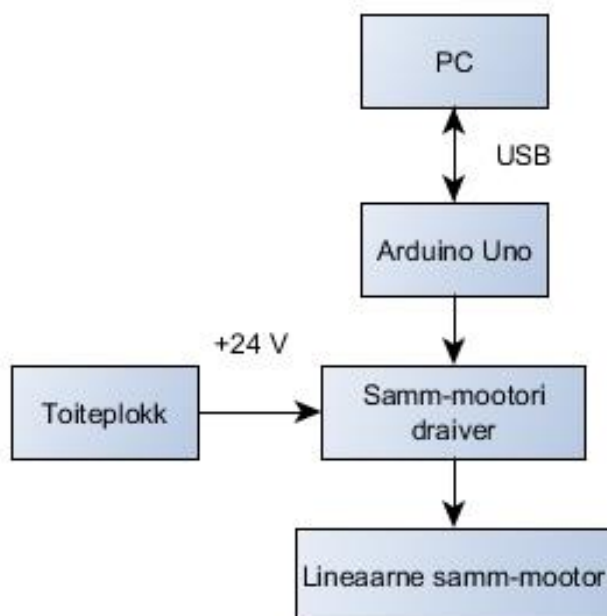 PC
USB
Arduino Uno
+24 V
Toiteplokk
Samm-mootori
draiver
Lineaarne samm-mootor